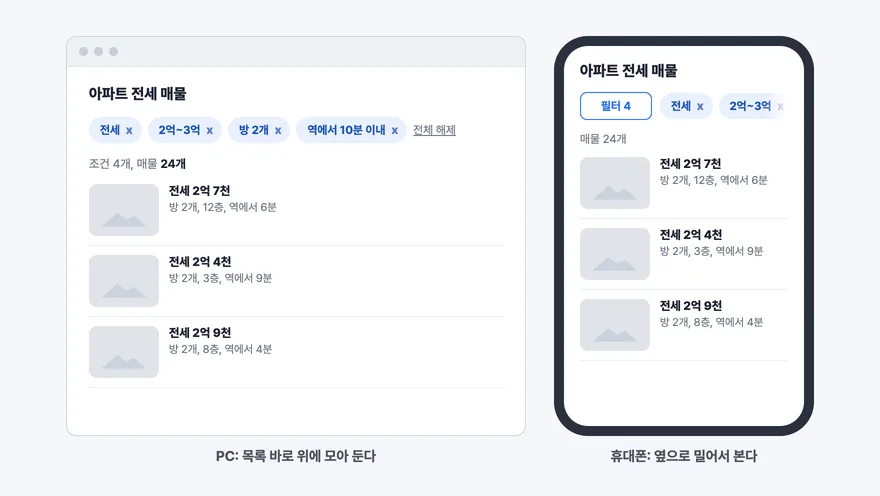 아파트 전세 매물
전세 x 2억~3억 x 방 2개 x 역에서 10분 이내 x 전체 해제
조건 4개, 매물 24개
전세 2억 7천
방 2개, 12층, 역에서 6분
전세 2억 4천
방 2개, 3층, 역에서 9분
전세 2억 9천
방 2개, 8층, 역에서 4분
PC: 목록 바로 위에 모아 둔다
아파트 전세 매물
필터 4 전세 x 2억~3억 x
매물 24개
전세 2억 7천
방 2개, 12층, 역에서 6분
전세 2억 4천
방 2개, 3층, 역에서 9분
전세 2억 9천
방 2개, 8층, 역에서 4분
휴대폰: 옆으로 밀어서 본다